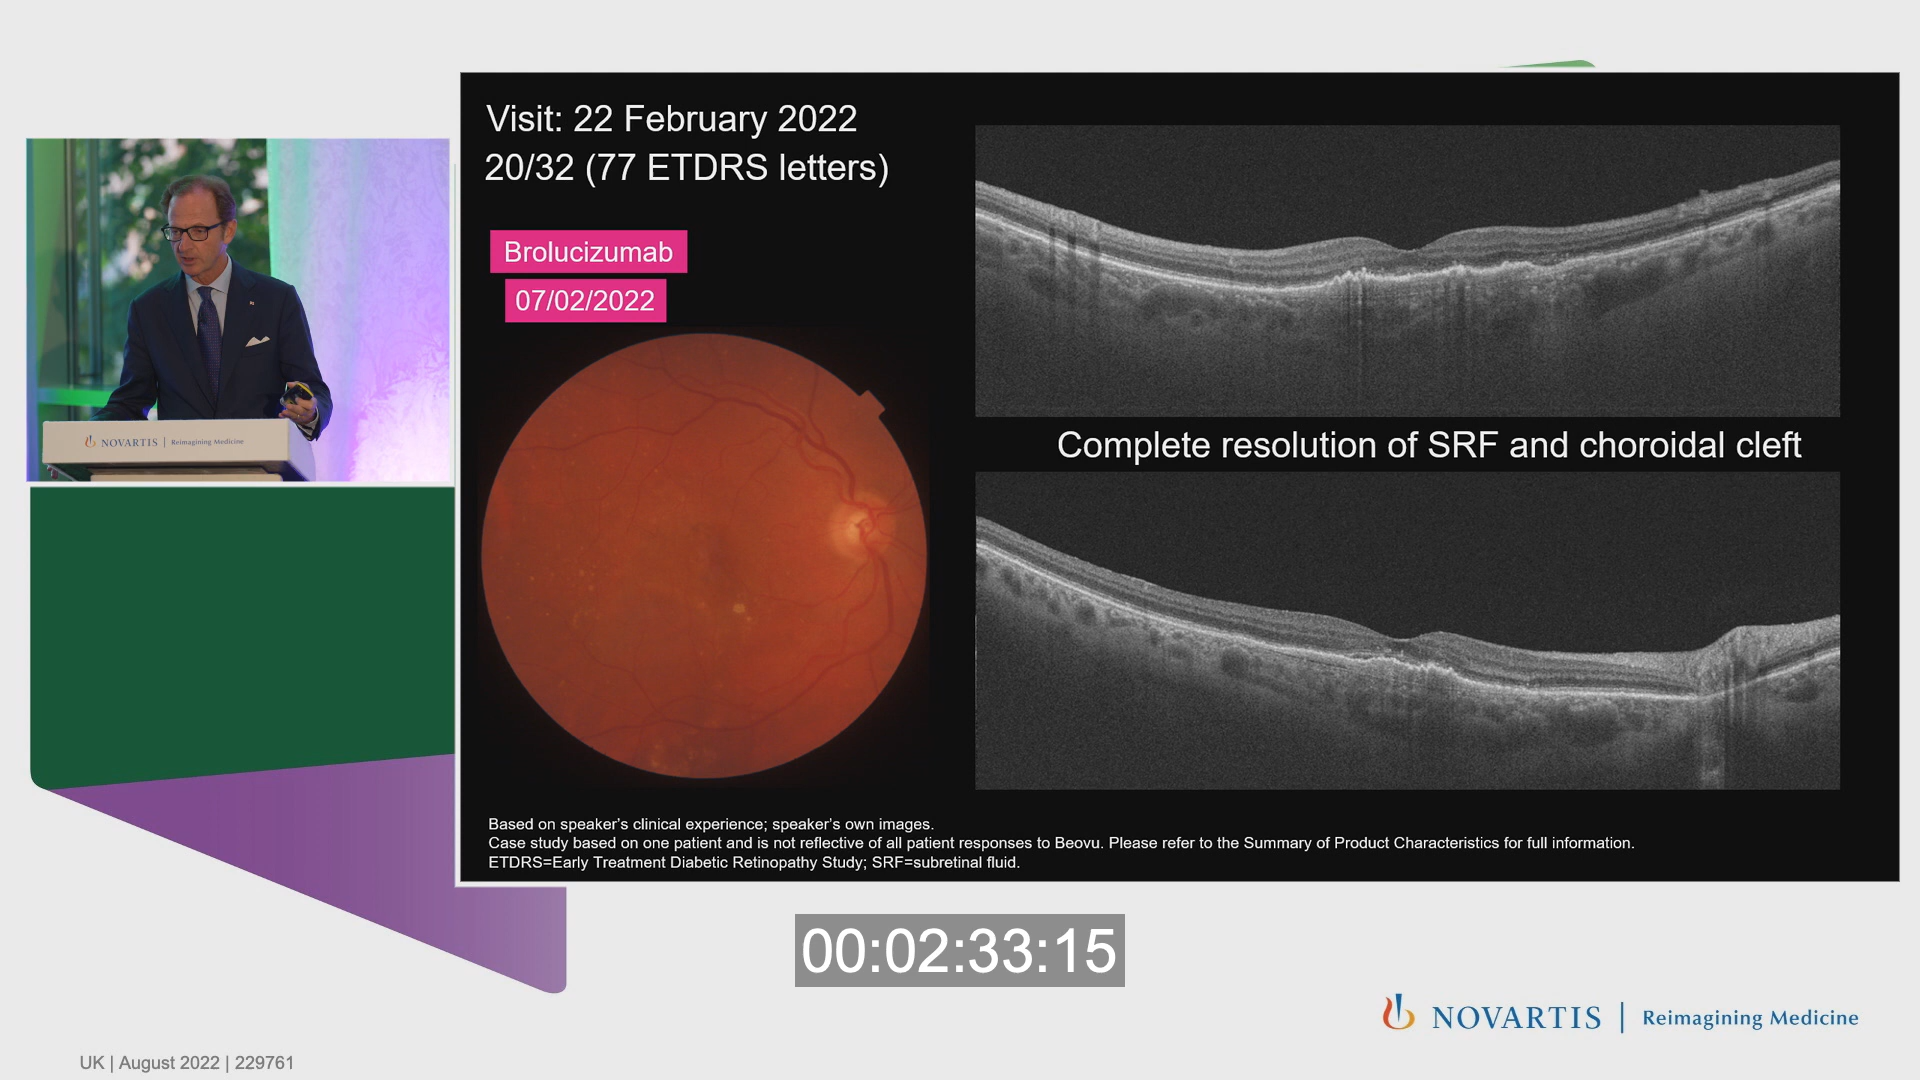 Visit: 22 February 2022
20/32 (77 ETDRS letters)
Brolucizumab
07/02/2022
Complete resolution of SRF and choroidal cleft
NOVARTIS | Reimagining Medicine
Based on speaker’s clinical experience; speaker’s own images.
Case study based on one patient and is not reflective of all patient responses to Beovu. Please refer to the Summary of Product Characteristics for full information.
ETDRS=Early Treatment Diabetic Retinopathy Study; SRF=subretinal fluid.
00:02:33:15
NOVARTIS | Reimagining Medicine
UK | August 2022 | 229761